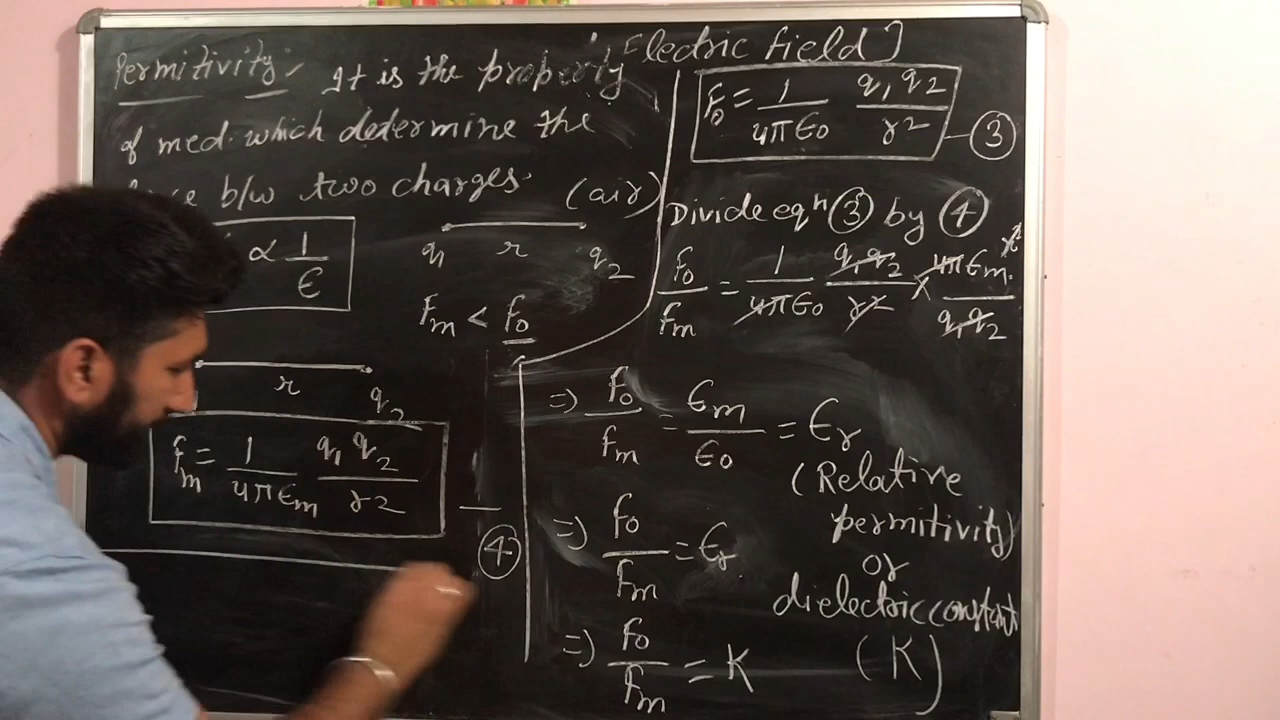 Electric field]
Permitivity:- It is the property
of med. which determine the
b/w two charges.
(air)
∝ 1/ϵ
q₁ r q₂
Fm < F₀
r
q₂
Fm = 1/4πϵm q₁q₂/r² — ④
F₀ = 1/4πϵ₀ q₁q₂/r² — ③
Divide eqⁿ ③ by ④
F₀/Fm = 1/4πϵ₀ q₁q₂/r² × 4πϵm r²/q₁q₂
=> F₀/Fm = ϵm/ϵ₀ = ϵr
(Relative
permitivity)
or
dielectric constant
(K)
=> F₀/Fm = ϵr
=> F₀/Fm = K